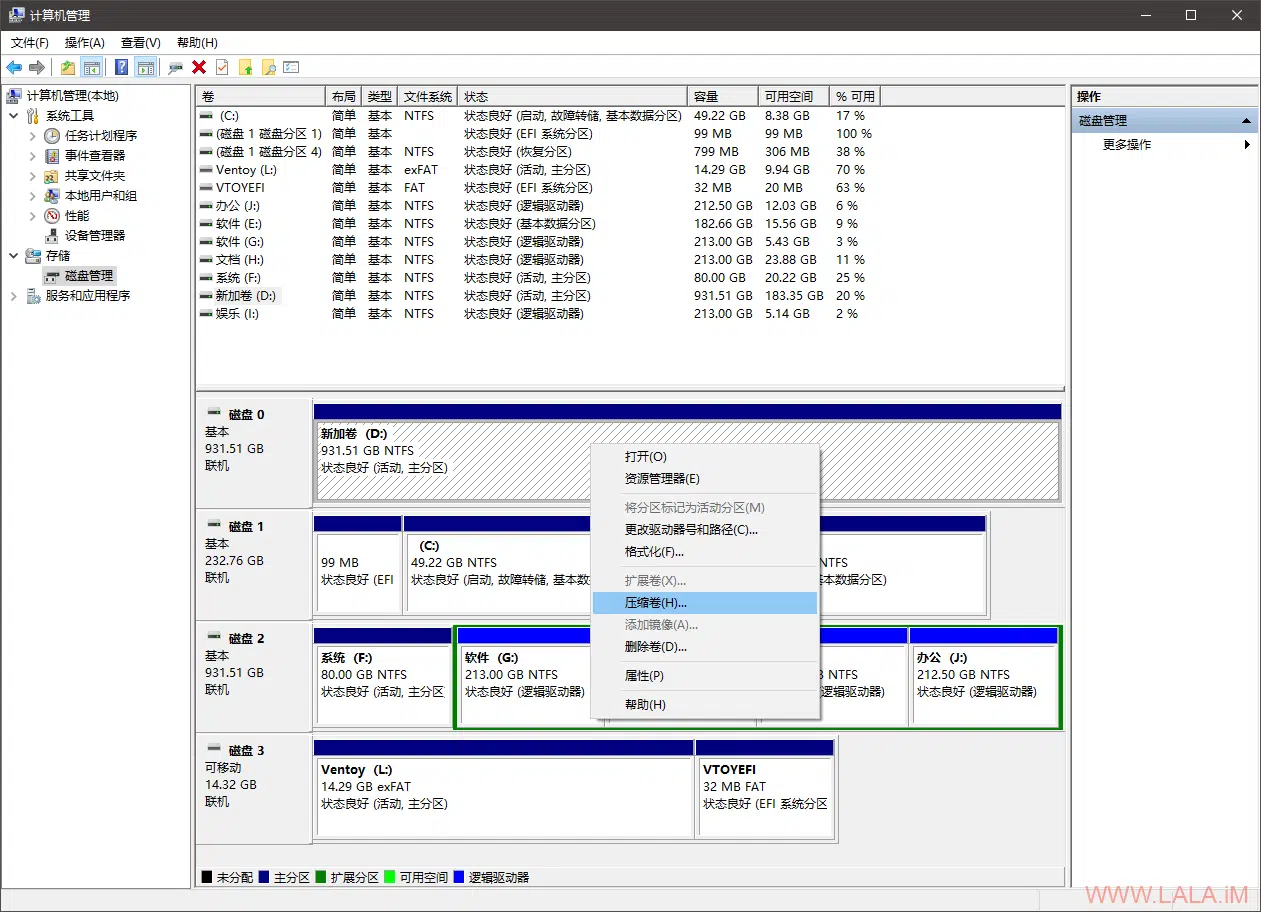 计算机管理
文件(F) 操作(A) 查看(V) 帮助(H)
计算机管理(本地)
系统工具
任务计划程序
事件查看器
共享文件夹
本地用户和组
性能
设备管理器
存储
磁盘管理
服务和应用程序
卷 布局 类型 文件系统 状态 容量 可用空间 % 可用
(C:) 简单 基本 NTFS 状态良好 (启动, 故障转储, 基本数据分区) 49.22 GB 8.38 GB 17 %
(磁盘 1 磁盘分区 1) 简单 基本 状态良好 (EFI 系统分区) 99 MB 99 MB 100 %
(磁盘 1 磁盘分区 4) 简单 基本 NTFS 状态良好 (恢复分区) 799 MB 306 MB 38 %
Ventoy (L:) 简单 基本 exFAT 状态良好 (活动, 主分区) 14.29 GB 9.94 GB 70 %
VTOYEFI 简单 基本 FAT 状态良好 (EFI 系统分区) 32 MB 20 MB 63 %
办公 (J:) 简单 基本 NTFS 状态良好 (逻辑驱动器) 212.50 GB 12.03 GB 6 %
软件 (E:) 简单 基本 NTFS 状态良好 (基本数据分区) 182.66 GB 15.56 GB 9 %
软件 (G:) 简单 基本 NTFS 状态良好 (逻辑驱动器) 213.00 GB 5.43 GB 3 %
文档 (H:) 简单 基本 NTFS 状态良好 (逻辑驱动器) 213.00 GB 23.88 GB 11 %
系统 (F:) 简单 基本 NTFS 状态良好 (活动, 主分区) 80.00 GB 20.22 GB 25 %
新加卷 (D:) 简单 基本 NTFS 状态良好 (活动, 主分区) 931.51 GB 183.35 GB 20 %
娱乐 (I:) 简单 基本 NTFS 状态良好 (逻辑驱动器) 213.00 GB 5.14 GB 2 %
操作
磁盘管理
更多操作
磁盘 0
基本
931.51 GB
联机
新加卷 (D:)
931.51 GB NTFS
状态良好 (活动, 主分区)
磁盘 1
基本
232.76 GB
联机
99 MB
状态良好 (EFI
(C:)
49.22 GB NTFS
状态良好 (启动, 故障转储, 基本数
NTFS
基本数据分区)
磁盘 2
基本
931.51 GB
联机
系统 (F:)
80.00 GB NTFS
状态良好 (活动, 主分区
软件 (G:)
213.00 GB NTFS
状态良好 (逻辑驱动器)
NTFS
逻辑驱动器)
办公 (J:)
212.50 GB NTFS
状态良好 (逻辑驱动器)
打开(O)
资源管理器(E)
将分区标记为活动分区(M)
更改驱动器号和路径(C)...
格式化(F)...
扩展卷(X)...
压缩卷(H)...
添加镜像(A)...
删除卷(D)...
属性(P)
帮助(H)
磁盘 3
可移动
14.32 GB
联机
Ventoy (L:)
14.29 GB exFAT
状态良好 (活动, 主分区)
VTOYEFI
32 MB FAT
状态良好 (EFI 系统分区
未分配 主分区 扩展分区 可用空间 逻辑驱动器
WWW.LALA.iM